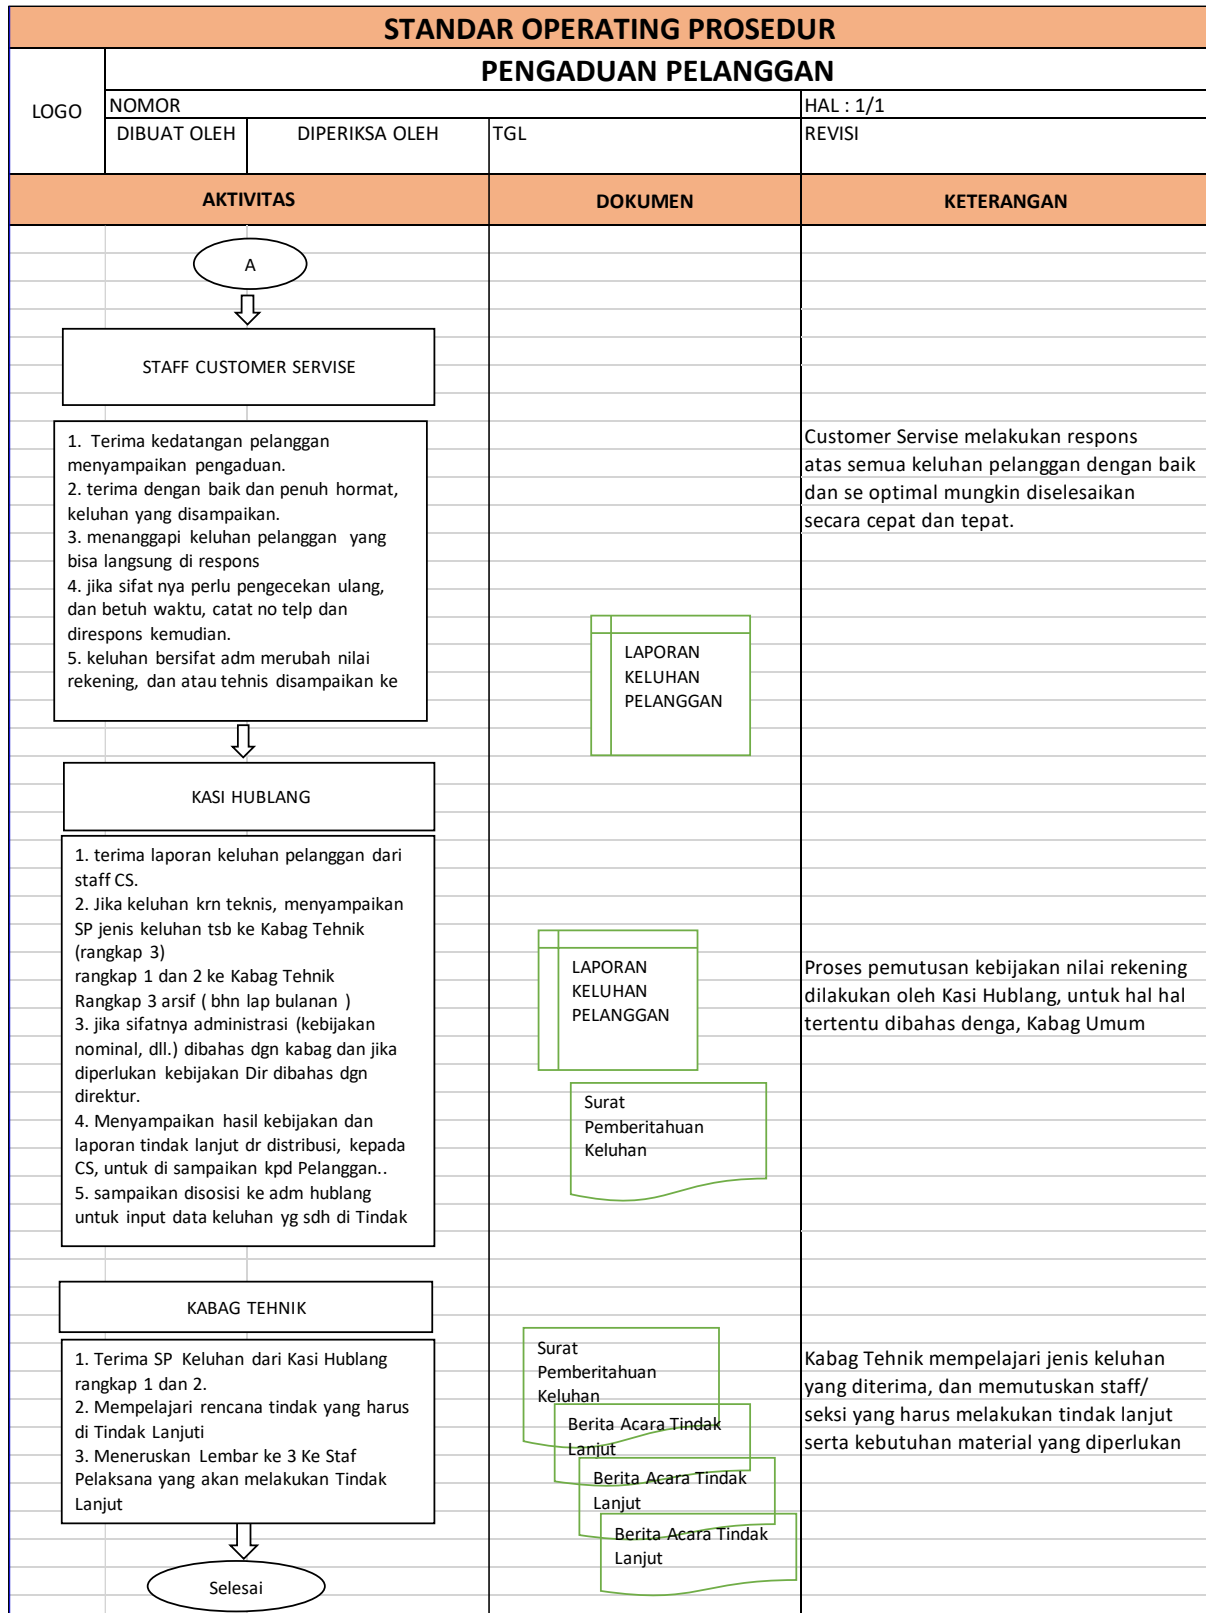 STANDAR OPERATING PROSEDUR
PENGADUAN PELANGGAN
LOGO
NOMOR
HAL : 1/1
DIBUAT OLEH
DIPERIKSA OLEH
TGL
REVISI
AKTIVITAS
DOKUMEN
KETERANGAN
A
STAFF CUSTOMER SERVISE
1. Terima kedatangan pelanggan
menyampaikan pengaduan.
2. terima dengan baik dan penuh hormat,
keluhan yang disampaikan.
3. menanggapi keluhan pelanggan yang
bisa langsung di respons
4. jika sifat nya perlu pengecekan ulang,
dan betuh waktu, catat no telp dan
direspons kemudian.
5. keluhan bersifat adm merubah nilai
rekening, dan atau tehnis disampaikan ke
LAPORAN
KELUHAN
PELANGGAN
Customer Servise melakukan respons
atas semua keluhan pelanggan dengan baik
dan se optimal mungkin diselesaikan
secara cepat dan tepat.
KASI HUBLANG
1. terima laporan keluhan pelanggan dari
staff CS.
2. Jika keluhan krn teknis, menyampaikan
SP jenis keluhan tsb ke Kabag Tehnik
(rangkap 3)
rangkap 1 dan 2 ke Kabag Tehnik
Rangkap 3 arsif ( bhn lap bulanan )
3. jika sifatnya administrasi (kebijakan
nominal, dll.) dibahas dgn kabag dan jika
diperlukan kebijakan Dir dibahas dgn
direktur.
4. Menyampaikan hasil kebijakan dan
laporan tindak lanjut dr distribusi, kepada
CS, untuk di sampaikan kpd Pelanggan..
5. sampaikan disosisi ke adm hublang
untuk input data keluhan yg sdh di Tindak
LAPORAN
KELUHAN
PELANGGAN
Surat
Pemberitahuan
Keluhan
Proses pemutusan kebijakan nilai rekening
dilakukan oleh Kasi Hublang, untuk hal hal
tertentu dibahas denga, Kabag Umum
KABAG TEHNIK
1. Terima SP Keluhan dari Kasi Hublang
rangkap 1 dan 2.
2. Mempelajari rencana tindak yang harus
di Tindak Lanjuti
3. Meneruskan Lembar ke 3 Ke Staf
Pelaksana yang akan melakukan Tindak
Lanjut
Surat
Pemberitahuan
Keluhan
Berita Acara Tindak
Lanjut
Berita Acara Tindak
Lanjut
Berita Acara Tindak
Lanjut
Kabag Tehnik mempelajari jenis keluhan
yang diterima, dan memutuskan staff/
seksi yang harus melakukan tindak lanjut
serta kebutuhan material yang diperlukan
Selesai